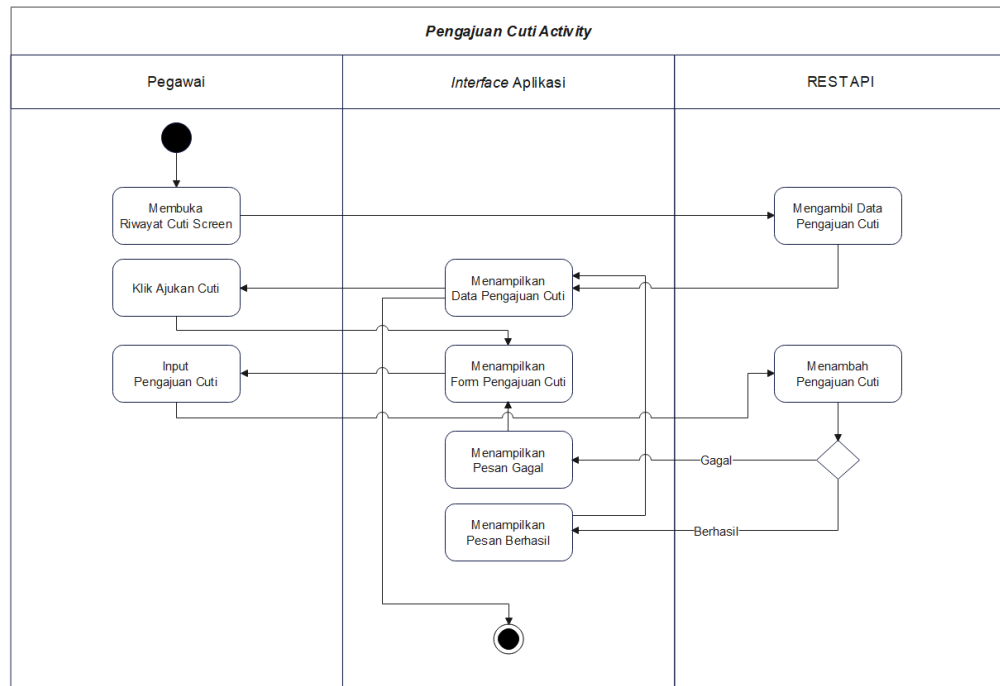 Pengajuan Cuti Activity
Pegawai
Interface Aplikasi
REST API
Membuka
Riwayat Cuti Screen
Mengambil Data
Pengajuan Cuti
Klik Ajukan Cuti
Menampilkan
Data Pengajuan Cuti
Input
Pengajuan Cuti
Menampilkan
Form Pengajuan Cuti
Menambah
Pengajuan Cuti
Menampilkan
Pesan Gagal
Gagal
Menampilkan
Pesan Berhasil
Berhasil